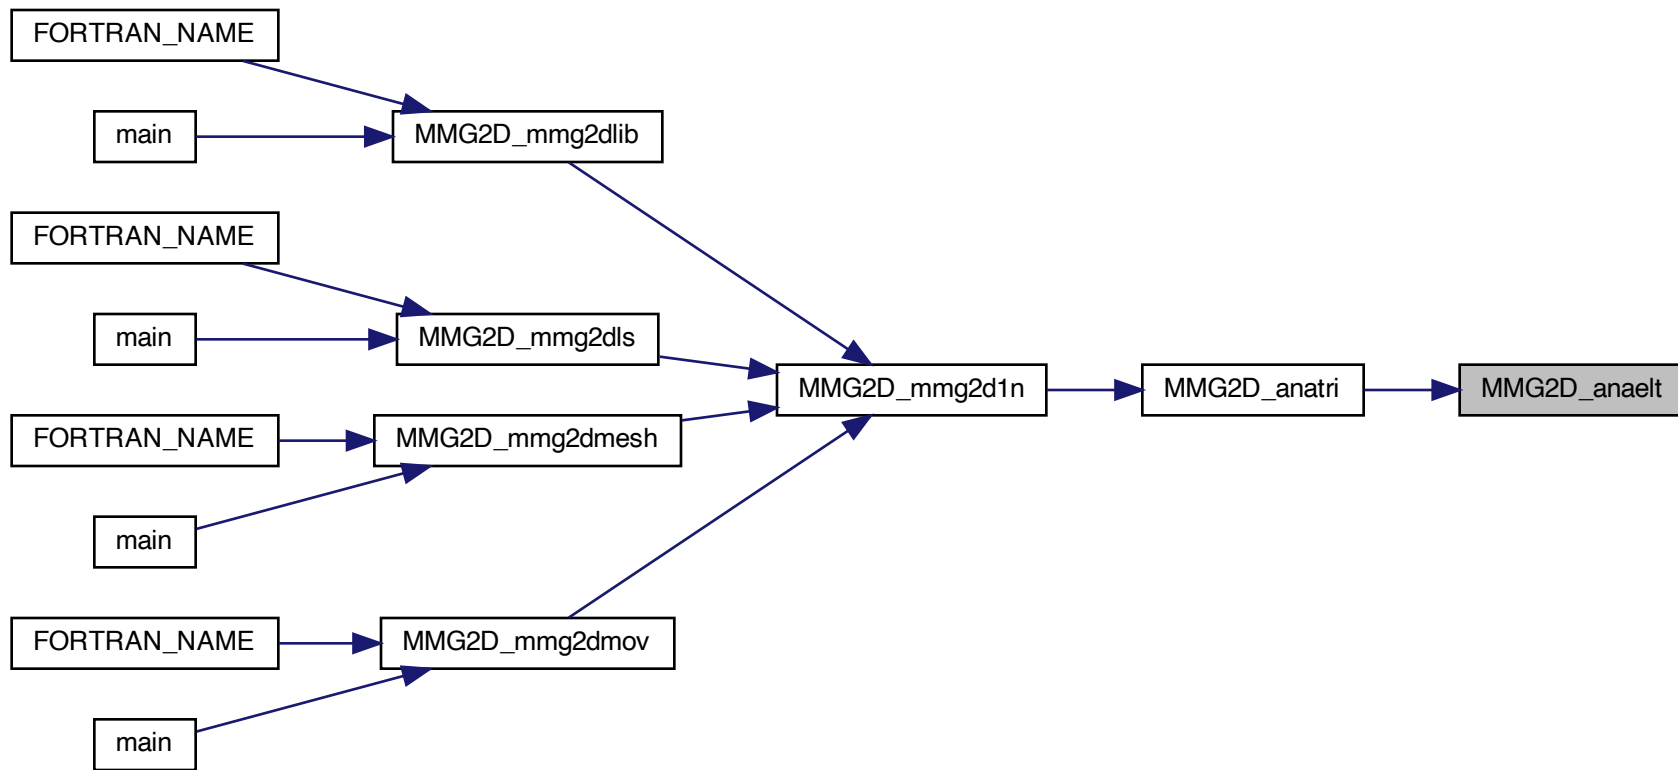 FORTRAN_NAME
main
MMG2D_mmg2dlib
FORTRAN_NAME
main
MMG2D_mmg2dls
MMG2D_mmg2d1n
MMG2D_anatri
MMG2D_anaelt
FORTRAN_NAME
MMG2D_mmg2dmesh
main
FORTRAN_NAME
MMG2D_mmg2dmov
main